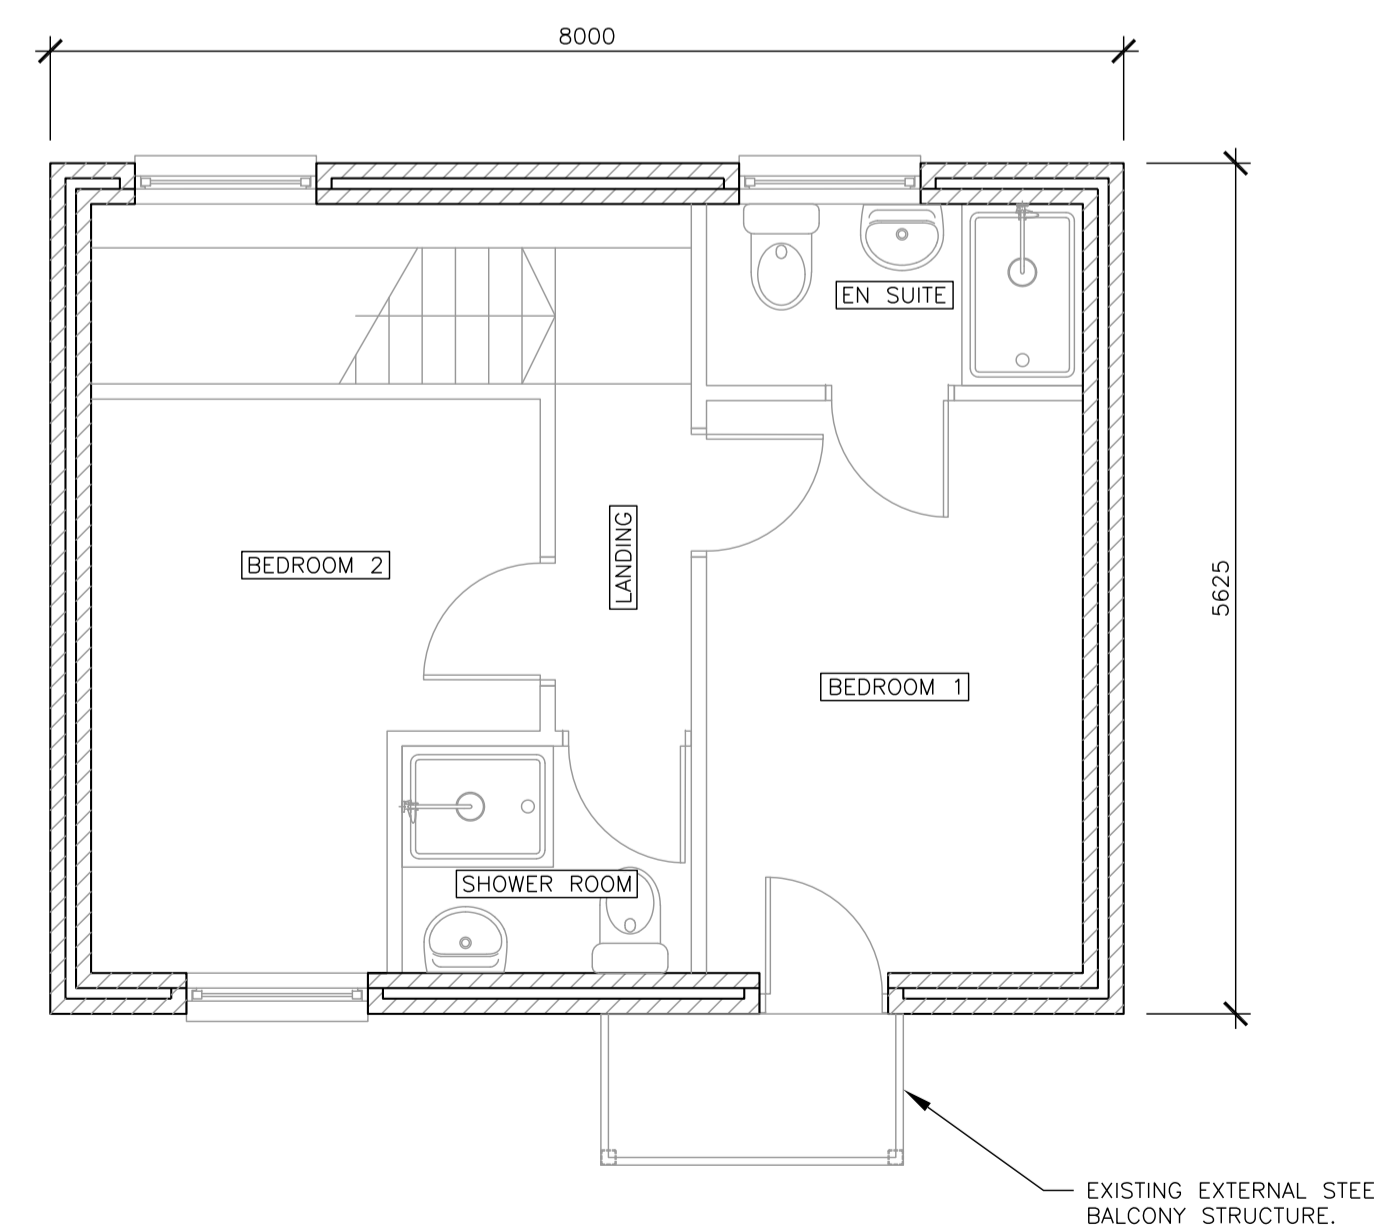 8000
EN SUITE
LANDING
BEDROOM 2
5625
BEDROOM 1
SHOWER ROOM
EXISTING EXTERNAL STEE
BALCONY STRUCTURE.